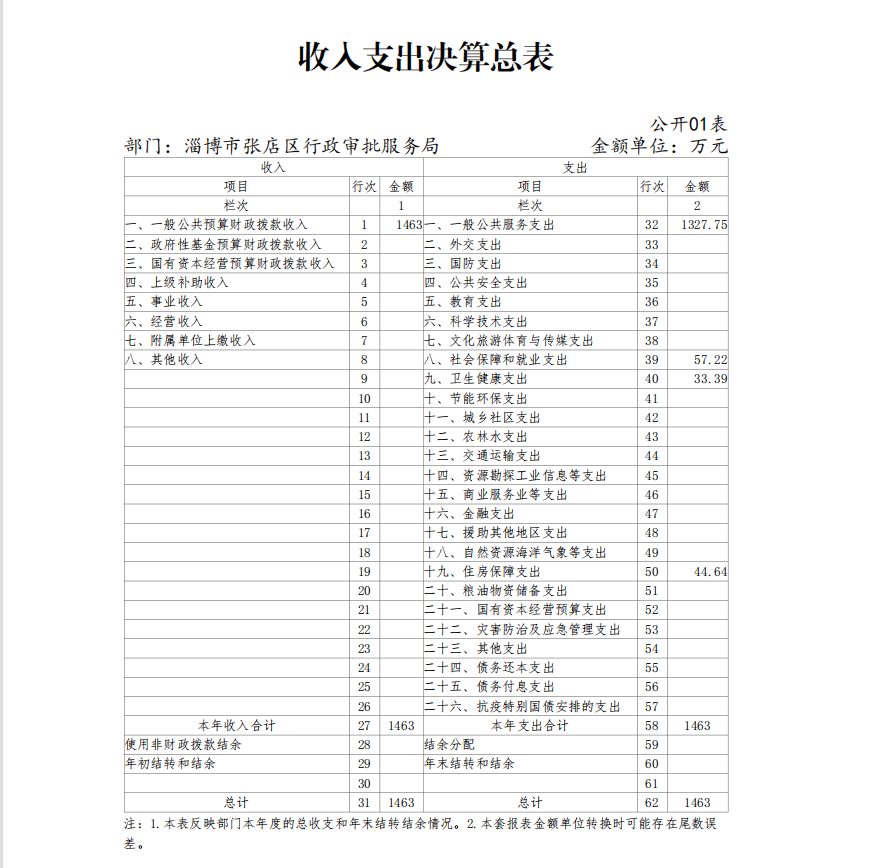 收入支出决算总表
公开01表
部门：淄博市张店区行政审批服务局 金额单位：万元
收入 支出
项目 行次 金额 项目 行次 金额
栏次 1 栏次 2
一、一般公共预算财政拨款收入 1 1463 一、一般公共服务支出 32 1327.75
二、政府性基金预算财政拨款收入 2 二、外交支出 33
三、国有资本经营预算财政拨款收入 3 三、国防支出 34
四、上级补助收入 4 四、公共安全支出 35
五、事业收入 5 五、教育支出 36
六、经营收入 6 六、科学技术支出 37
七、附属单位上缴收入 7 七、文化旅游体育与传媒支出 38
八、其他收入 8 八、社会保障和就业支出 39 57.22
9 九、卫生健康支出 40 33.39
10 十、节能环保支出 41
11 十一、城乡社区支出 42
12 十二、农林水支出 43
13 十三、交通运输支出 44
14 十四、资源勘探工业信息等支出 45
15 十五、商业服务业等支出 46
16 十六、金融支出 47
17 十七、援助其他地区支出 48
18 十八、自然资源海洋气象等支出 49
19 十九、住房保障支出 50 44.64
20 二十、粮油物资储备支出 51
21 二十一、国有资本经营预算支出 52
22 二十二、灾害防治及应急管理支出 53
23 二十三、其他支出 54
24 二十四、债务还本支出 55
25 二十五、债务付息支出 56
26 二十六、抗疫特别国债安排的支出 57
本年收入合计 27 1463 本年支出合计 58 1463
使用非财政拨款结余 28 结余分配 59
年初结转和结余 29 年末结转和结余 60
30 61
总计 31 1463 总计 62 1463
注：1.本表反映部门本年度的总收支和年末结转结余情况。2.本套报表金额单位转换时可能存在尾数误
差。